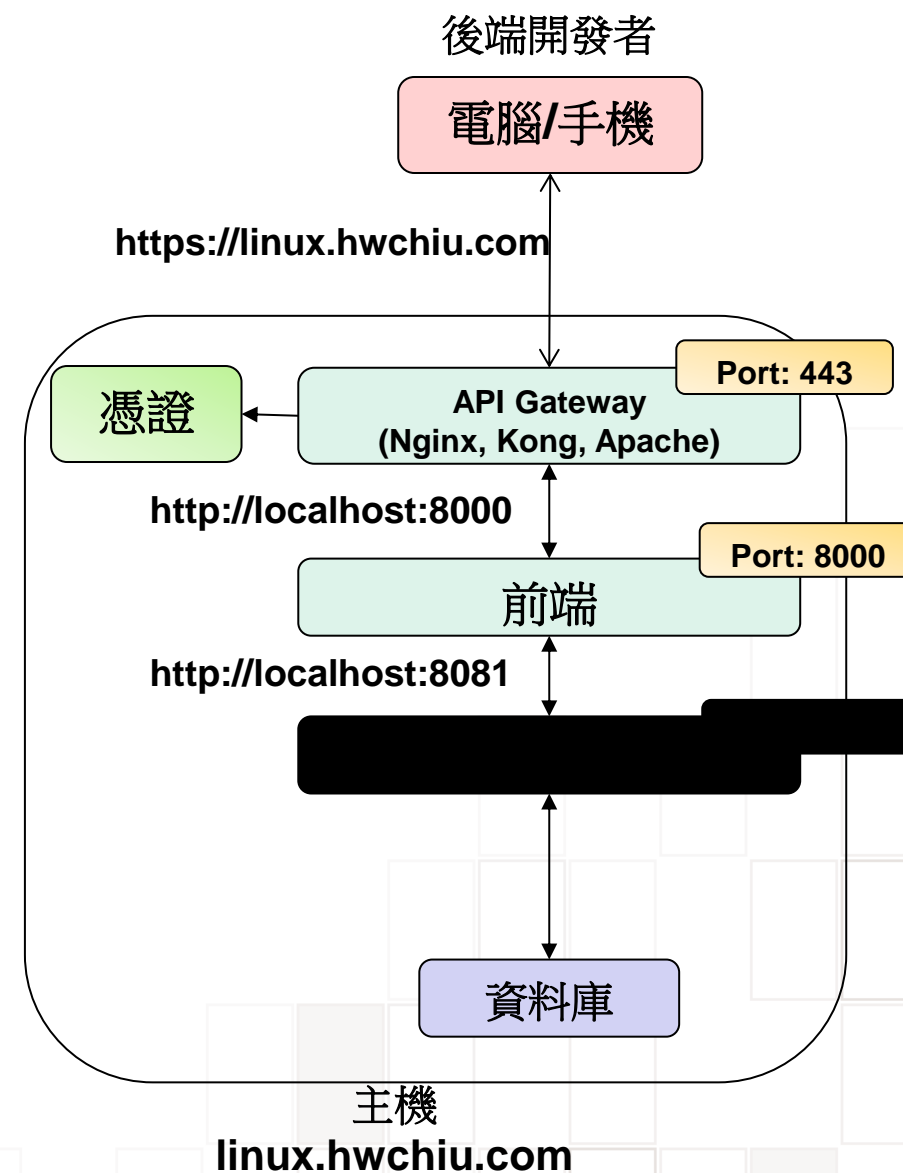 後端開發者
電腦/手機
https://linux.hwchiu.com
Port: 443
憑證
API Gateway
(Nginx, Kong, Apache)
http://localhost:8000
Port: 8000
前端
http://localhost:8081
資料庫
主機
linux.hwchiu.com